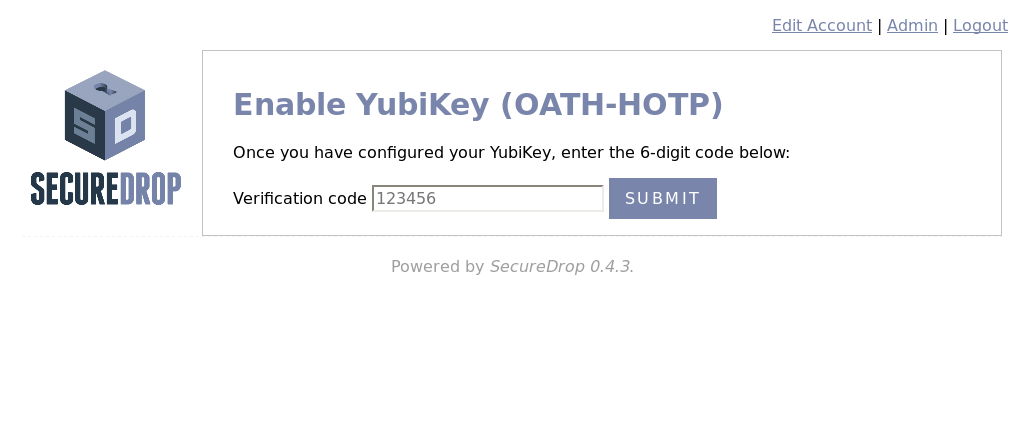 Edit Account | Admin | Logout
SD
SECUREDROP
Enable YubiKey (OATH-HOTP)
Once you have configured your YubiKey, enter the 6-digit code below:
Verification code 123456 SUBMIT
Powered by SecureDrop 0.4.3.